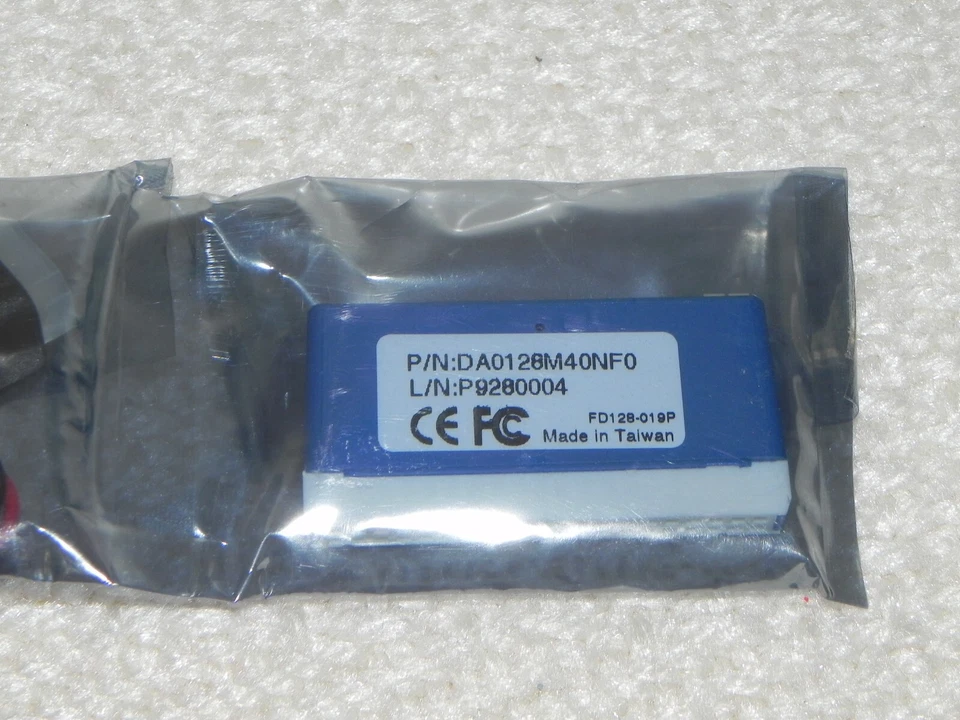 P/N:DA0128M40NF0
L/N:P9280004
CE FC FD128-019P
Made in Taiwan